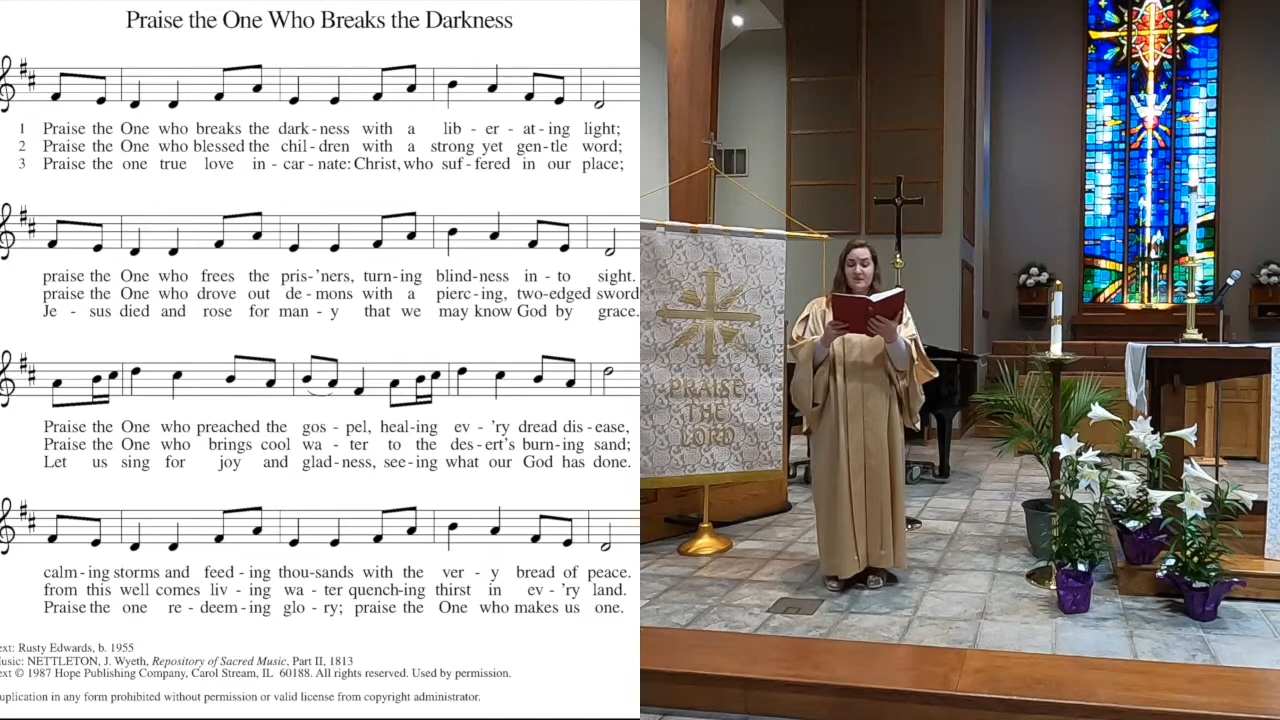 Praise the One Who Breaks the Darkness
1 Praise the One who breaks the dark - ness with a lib - er - at - ing light;
2 Praise the One who blessed the chil - dren with a strong yet gen - tle word;
3 Praise the one true love in - car - nate: Christ, who suf - fered in our place;
praise the One who frees the pris - 'ners, turn - ing blind - ness in - to sight.
praise the One who drove out de - mons with a pierc - ing, two-edged sword
Je - sus died and rose for man - y that we may know God by grace.
Praise the One who preached the gos - pel, heal - ing ev - 'ry dread dis - ease,
Praise the One who brings cool wa - ter to the des - ert's burn - ing sand;
Let us sing for joy and glad - ness, see - ing what our God has done.
calm - ing storms and feed - ing thou - sands with the ver - y bread of peace.
from this well comes liv - ing wa - ter quench - ing thirst in ev - 'ry land.
Praise the one re - deem - ing glo - ry; praise the One who makes us one.
ext: Rusty Edwards, b. 1955
usic: NETTLETON, J. Wyeth, Repository of Sacred Music, Part II, 1813
ext © 1987 Hope Publishing Company, Carol Stream, IL 60188. All rights reserved. Used by permission.
uplication in any form prohibited without permission or valid license from copyright administrator.
PRAISE
THE
LORD